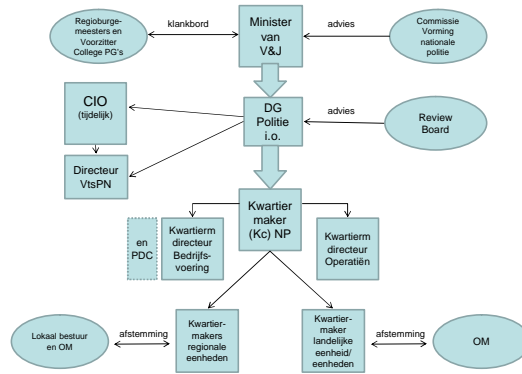 Regioburge-
meesters en
Voorzitter
College PG's
klankbord
Minister
van
V&J
advies
Commissie
Vorming
nationale
politie
CIO
(tijdelijk)
DG
Politie
i.o.
advies
Review
Board
Directeur
VtsPN
Kwartier
maker
(Kc) NP
en
PDC
Kwartierm
directeur
Bedrijfs-
voering
Kwartierm
directeur
Operatiën
Lokaal bestuur
en OM
afstemming
Kwartier-
makers
regionale
eenheden
Kwartier-
maker
landelijke
eenheid/
eenheden
afstemming
OM